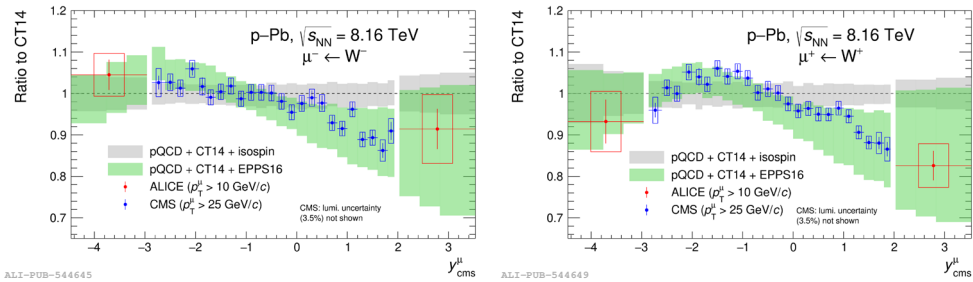 Ratio to CT14
1.2
1.1
1
0.9
0.8
0.7
p−Pb, √sNN = 8.16 TeV
μ− ← W−
pQCD + CT14 + isospin
pQCD + CT14 + EPPS16
ALICE (pTμ > 10 GeV/c)
CMS (pTμ > 25 GeV/c)
CMS: lumi. uncertainty
(3.5%) not shown
−4 −3 −2 −1 0 1 2 3
yμcms
ALI-PUB-544645
Ratio to CT14
1.2
1.1
1
0.9
0.8
0.7
p−Pb, √sNN = 8.16 TeV
μ+ ← W+
pQCD + CT14 + isospin
pQCD + CT14 + EPPS16
ALICE (pTμ > 10 GeV/c)
CMS (pTμ > 25 GeV/c)
CMS: lumi. uncertainty
(3.5%) not shown
−4 −3 −2 −1 0 1 2 3
yμcms
ALI-PUB-544649